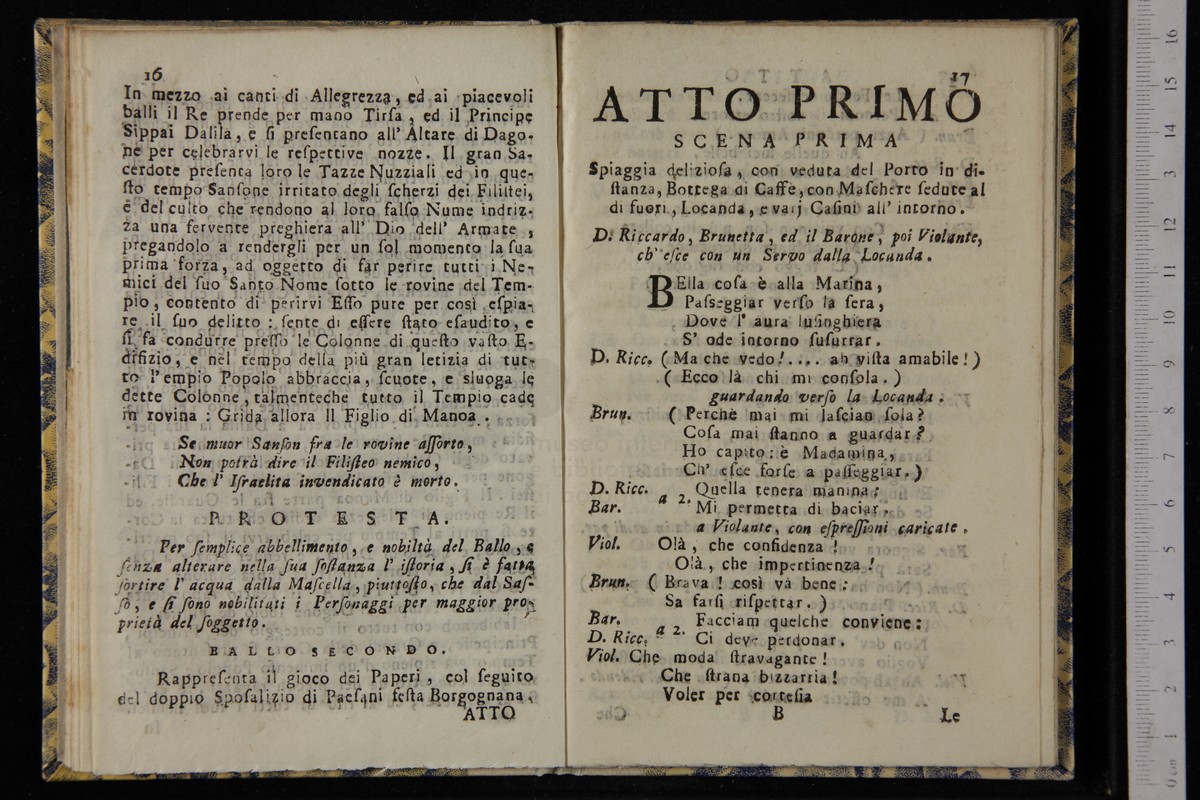 16
In mezzo ai canti di Allegrezza, ed ai piacevoli
balli il Re prende per mano Tirsa, ed il Principe
Sippai Dalila, e si presentano all' Altare di Dago-
ne per celebrarvi le respettive nozze. Il gran Sa-
cerdote presenta loro le Tazze Nuzziali ed in que-
sto tempo Sansone irritato degli scherzi dei Filistei,
e del culto che rendono al loro falso Nume indriz-
za una fervente preghiera all' Dio dell' Armate,
pregandolo a rendergli per un sol momento la sua
prima forza, ad oggetto di far perire tutti i Ne-
mici del suo Santo Nome sotto le rovine del Tem-
pio, contento di perirvi Esso pure per così espia-
re il suo delitto: sente di essere stato esaudito, e
si fa condurre presso le Colonne di questo vasto E-
difizio, e nel tempo della più gran letizia di tut-
to l'empio Popolo abbraccia, scuote, e sluoga le
dette Colonne, talmenteche tutto il Tempio cade
in rovina: Grida allora Il Figlio di Manoa.
Se muor Sanson fra le rovine assorto,
Non potrà dire il Filisteo nemico,
Che l' Israelita invendicato è morto.
PROTESTA.
Per semplice abbellimento, e nobiltà del Ballo, e
senza alterare nella sua sostanza l' istoria, si è fatta
sortire l' acqua dalla Mascella, piuttosto, che dal Sas-
so, e si sono nobilitati i Personaggi per maggior pro-
prietà del soggetto.
BALLO SECONDO.
Rappresenta il gioco dei Paperi, col seguito
del doppio Sposalizio di Paesani festa Borgognana.
ATTO
17
ATTO PRIMO
SCENA PRIMA
Spiaggia deliziosa, con veduta del Porto in di-
stanza, Bottega di Caffè, con Maschere sedute al
di fuori, Locanda, e varj Casini all' intorno.
D. Riccardo, Brunetta, ed il Barone, poi Violante,
ch' esce con un Servo dalla Locanda.
BElla cosa è alla Marina,
Passeggiar verso la sera,
Dove l' aura lusinghiera
S' ode intorno susurrar.
D. Ricc. (Ma che vedo!.... ah vista amabile!)
(Ecco là chi mi consola.)
guardando verso la Locanda.
Brun. (Perchè mai mi lascian sola?
Cosa mai stanno a guardar?
Ho capito: è Madamina,
Ch' esce forse a passeggiar.)
D. Ricc. a 2. Quella tenera manina:
Bar. Mi permetta di baciar.
a Violante, con espressioni caricate.
Viol. Olà, che confidenza!
Olà, che impertinenza!
Brun. (Brava! così và bene:
Sa farsi rispettar.)
Bar. a 2. Facciam quelche conviene:
D. Ricc. a 2. Ci deve perdonar.
Viol. Che moda stravagante!
Che strana bizzarria!
Voler per cortesia
B Le